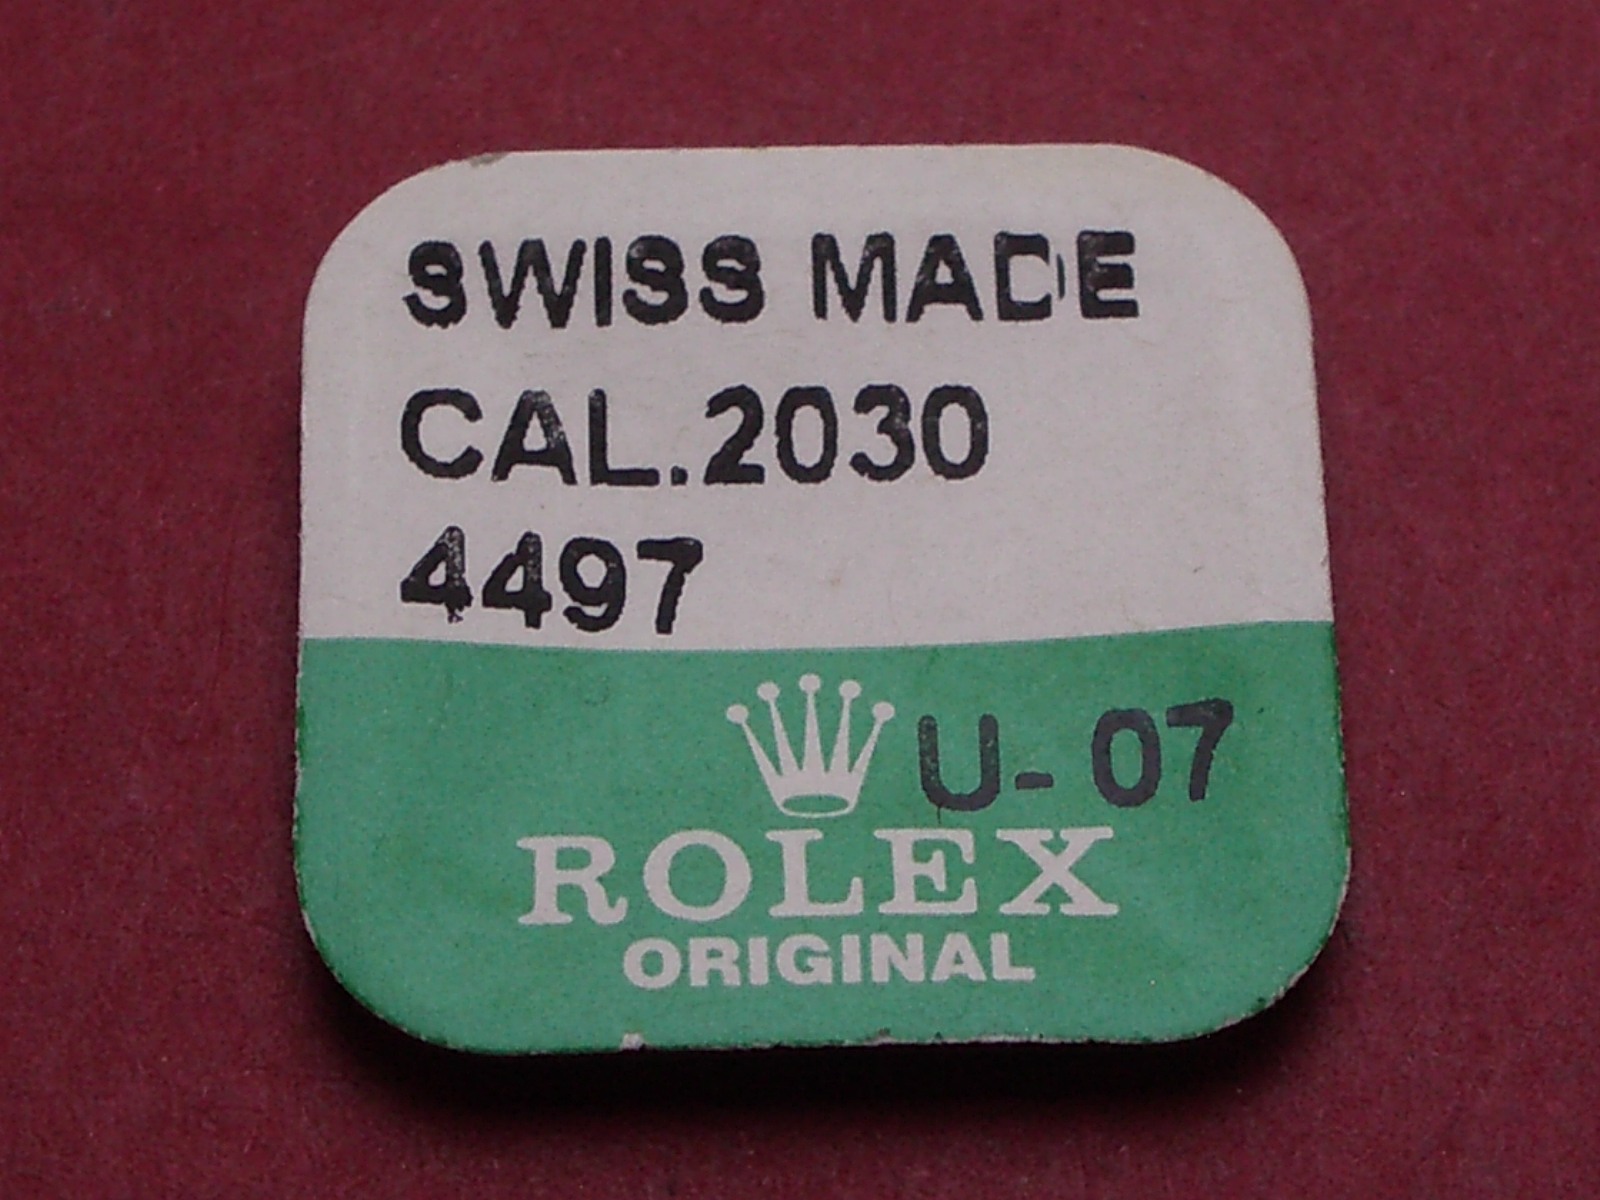 SWISS MADE
CAL.2030
4497
U-07
ROLEX
ORIGINAL